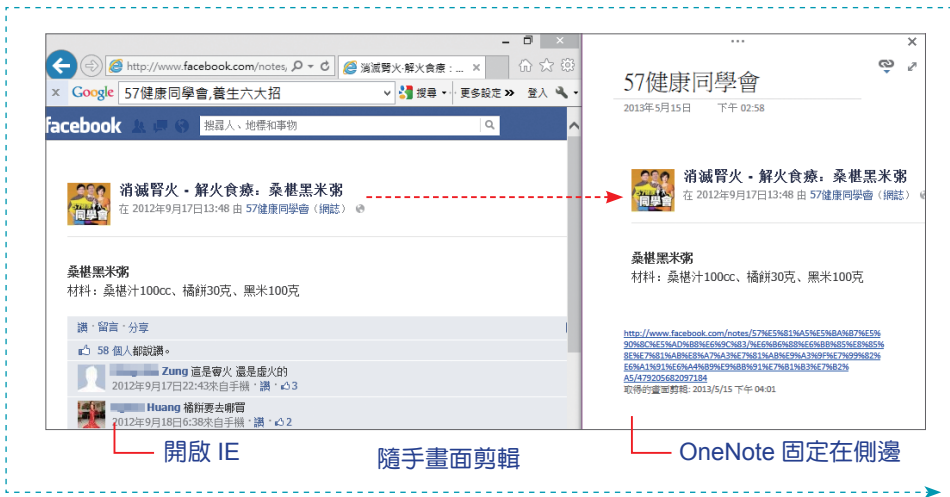 http://www.facebook.com/notes,
消滅腎火-解火食療：...
Google 57健康同學會,養生六大招 搜尋 更多設定 » 登入
facebook 搜尋人、地標和事物
消滅腎火 - 解火食療：桑椹黑米粥
在 2012年9月17日13:48 由 57健康同學會（網誌）
同學會
桑椹黑米粥
材料：桑椹汁100cc、橘餅30克、黑米100克
讚 · 留言 · 分享
58 個人都說讚。
Zung 這是腎火 還是虛火的
2012年9月17日22:43來自手機 · 讚 · 3
Huang 橘餅要去哪買
2012年9月18日6:38來自手機 · 讚 · 2
57健康同學會
2013年5月15日 下午 02:58
消滅腎火 - 解火食療：桑椹黑米粥
在 2012年9月17日13:48 由 57健康同學會（網誌）
同學會
桑椹黑米粥
材料：桑椹汁100cc、橘餅30克、黑米100克
http://www.facebook.com/notes/57%E5%81%A5%E5%BA%B7%E5%
90%8C%E5%AD%B8%E6%9C%83/%E6%B6%88%E6%BB%85%E8%85%
8E%E7%81%AB%E8%A7%A3%E7%81%AB%E9%A3%9F%E7%99%82%
E6%A1%91%E6%A4%B9%E9%BB%91%E7%B1%B3%E7%B2%
A5/479205682097184
取得的畫面剪輯: 2013/5/15 下午 04:01
開啟 IE
隨手畫面剪輯
OneNote 固定在側邊